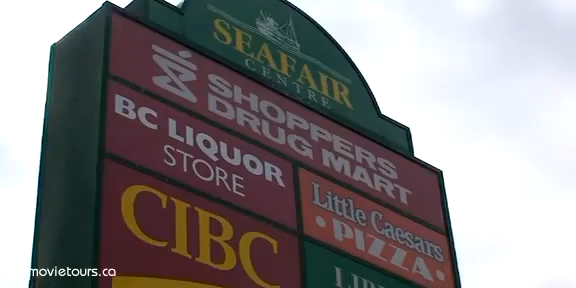 SEAFAIR
CENTRE
SHOPPERS
DRUG MART
BC LIQUOR
STORE
Little Caesars
PIZZA
CIBC
movietours.ca